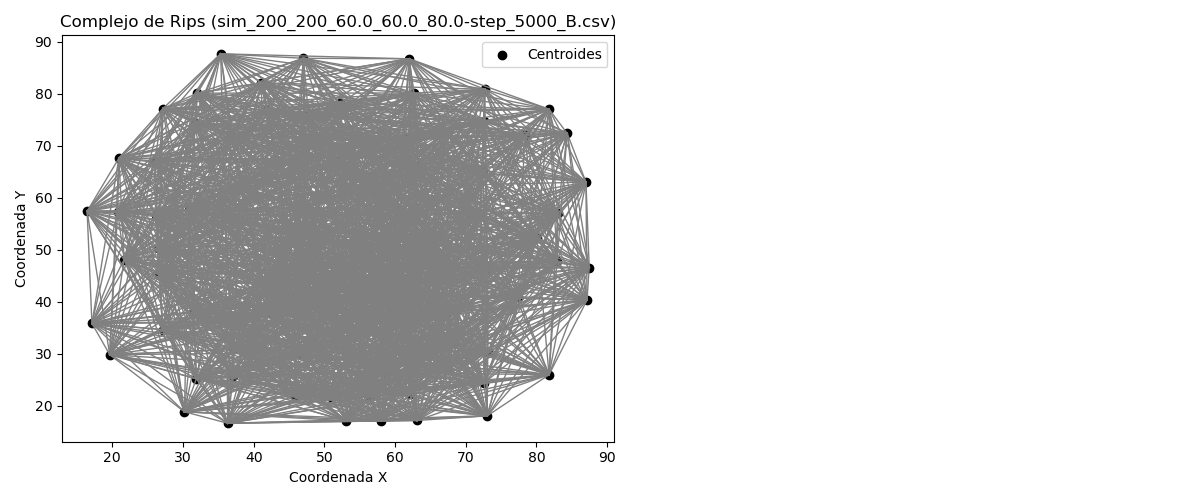 Complejo de Rips (sim_200_200_60.0_60.0_80.0-step_5000_B.csv)
Centroides
90
80
70
60
50
40
30
20
Coordenada Y
20 30 40 50 60 70 80 90
Coordenada X